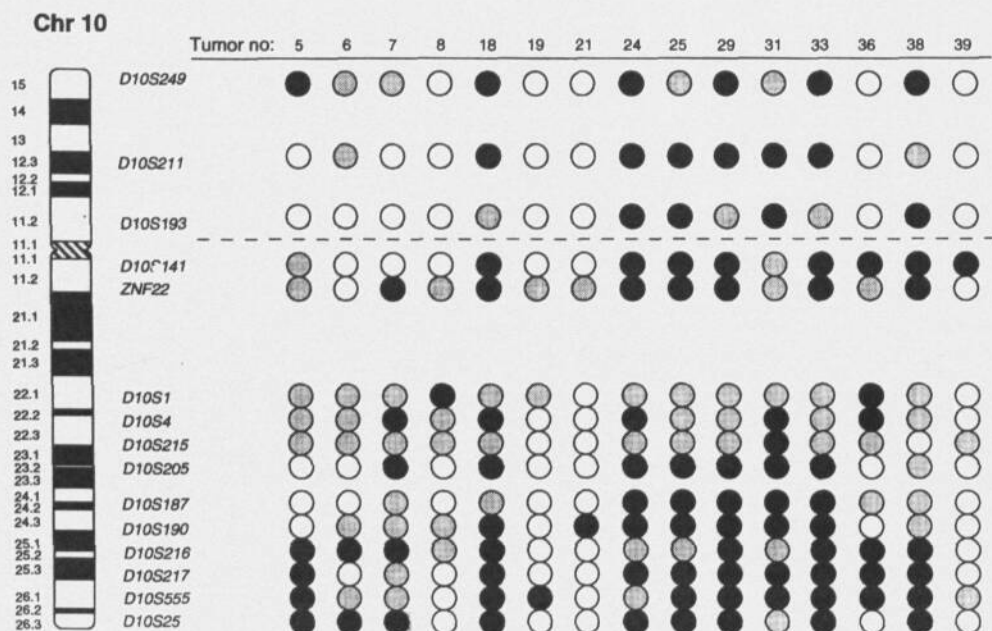 Chr 10
Tumor no: 5 6 7 8 18 19 21 24 25 29 31 33 36 38 39
15 D10S249
14
13
12.3 D10S211
12.2
12.1
11.2 D10S193
11.1
11.1 D10S141
11.2 ZNF22
21.1
21.2
21.3
22.1 D10S1
22.2 D10S4
22.3 D10S215
23.1
23.2 D10S205
23.3
24.1 D10S187
24.2
24.3 D10S190
25.1 D10S216
25.2
25.3 D10S217
26.1 D10S555
26.2
26.3 D10S25